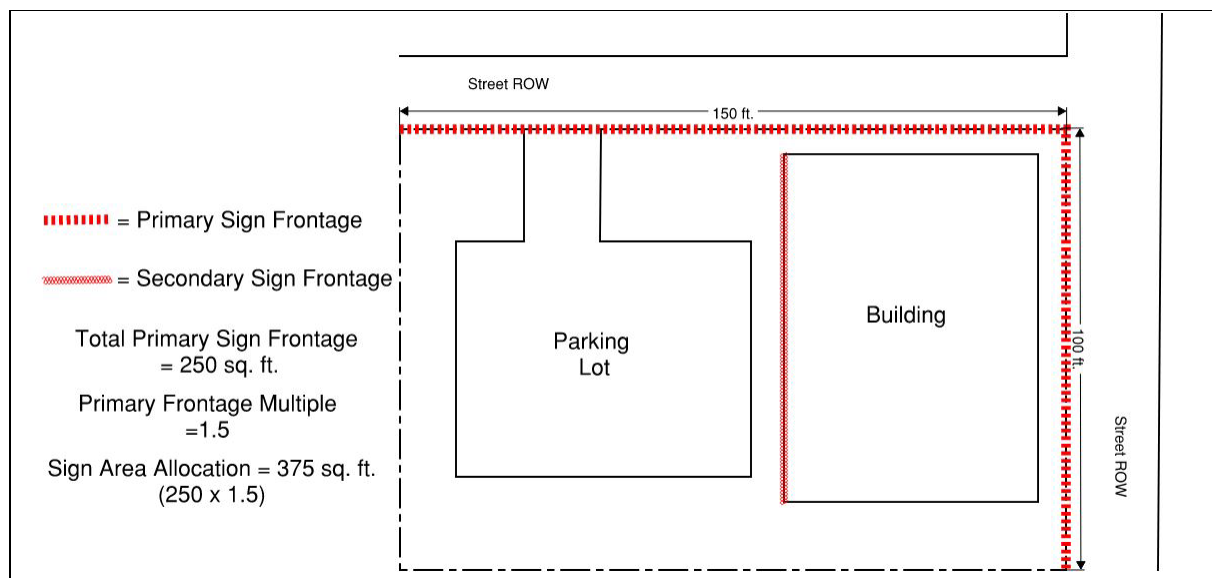 Street ROW
150 ft.
= Primary Sign Frontage
= Secondary Sign Frontage
Total Primary Sign Frontage
= 250 sq. ft.
Primary Frontage Multiple
=1.5
Sign Area Allocation = 375 sq. ft.
(250 x 1.5)
Parking
Lot
Building
100 ft.
Street ROW